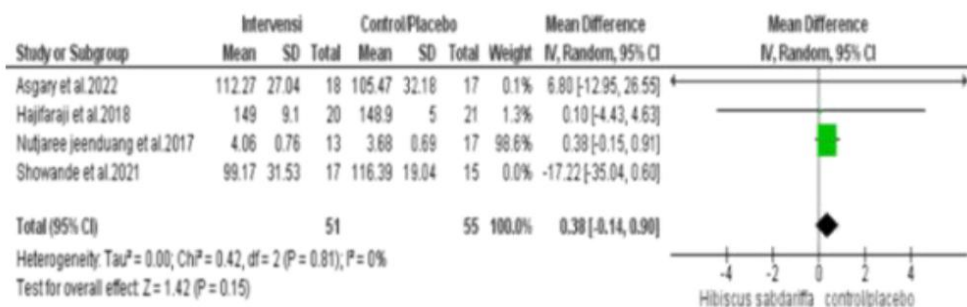 Intervensi Control/Placebo Mean Difference Mean Difference
Study or Subgroup Mean SD Total Mean SD Total Weight IV, Random, 95% CI IV, Random, 95% CI
Asgary et al.2022 112.27 27.04 18 105.47 32.18 17 0.1% 6.80 [-12.95, 26.55]
Hajifaraji et al.2018 149 9.1 20 148.9 5 21 1.3% 0.10 [-4.43, 4.63]
Nutjaree jeenduang et al.2017 4.06 0.76 13 3.68 0.69 17 98.6% 0.38 [-0.15, 0.91]
Showande et al.2021 99.17 31.53 17 116.39 19.04 15 0.0% -17.22 [-35.04, 0.60]
Total (95% CI) 51 55 100.0% 0.38 [-0.14, 0.90]
Heterogeneity: Tau² = 0.00; Chi² = 0.42, df = 2 (P = 0.81); I² = 0%
Test for overall effect: Z = 1.42 (P = 0.15)
-4 -2 0 2 4
Hibiscus sabdariffa control/placebo